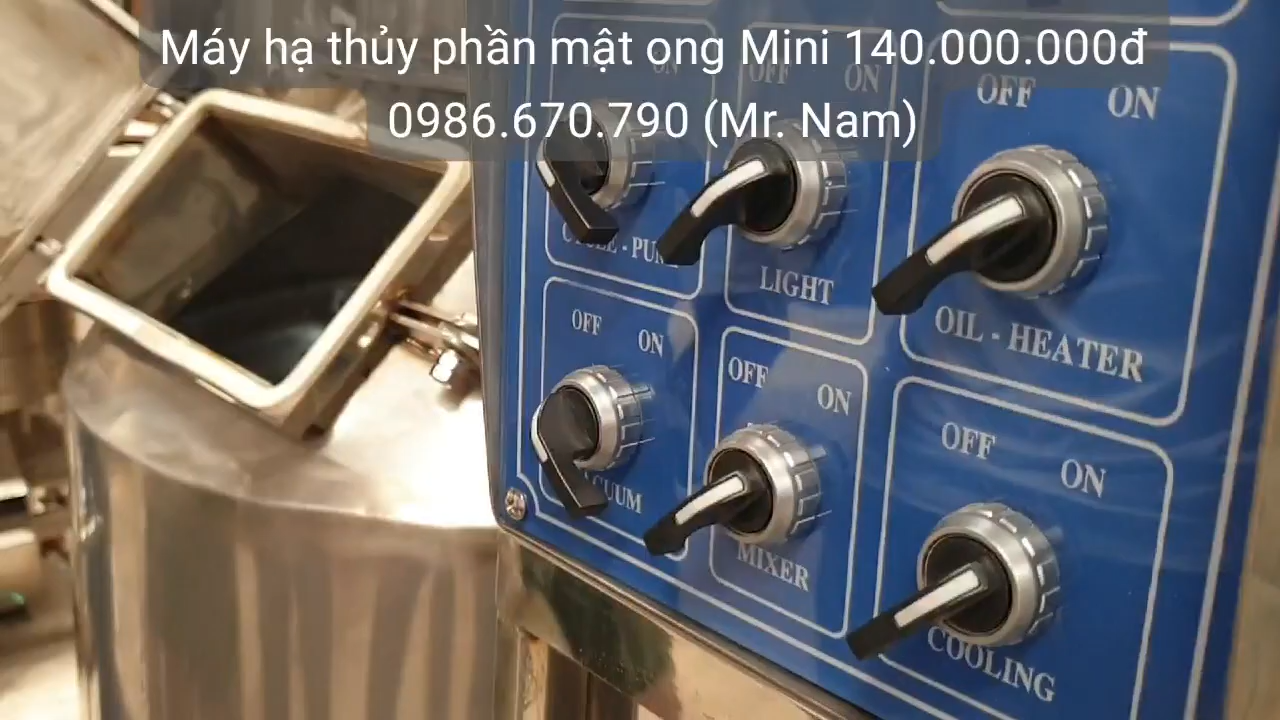 Máy hạ thủy phần mật ong Mini 140.000.000đ
0986.670.790 (Mr. Nam)
ON
OFF ON
OFF ON
LIGHT
OIL - HEATER
OFF ON
OFF ON
OFF ON
MIXER
COOLING